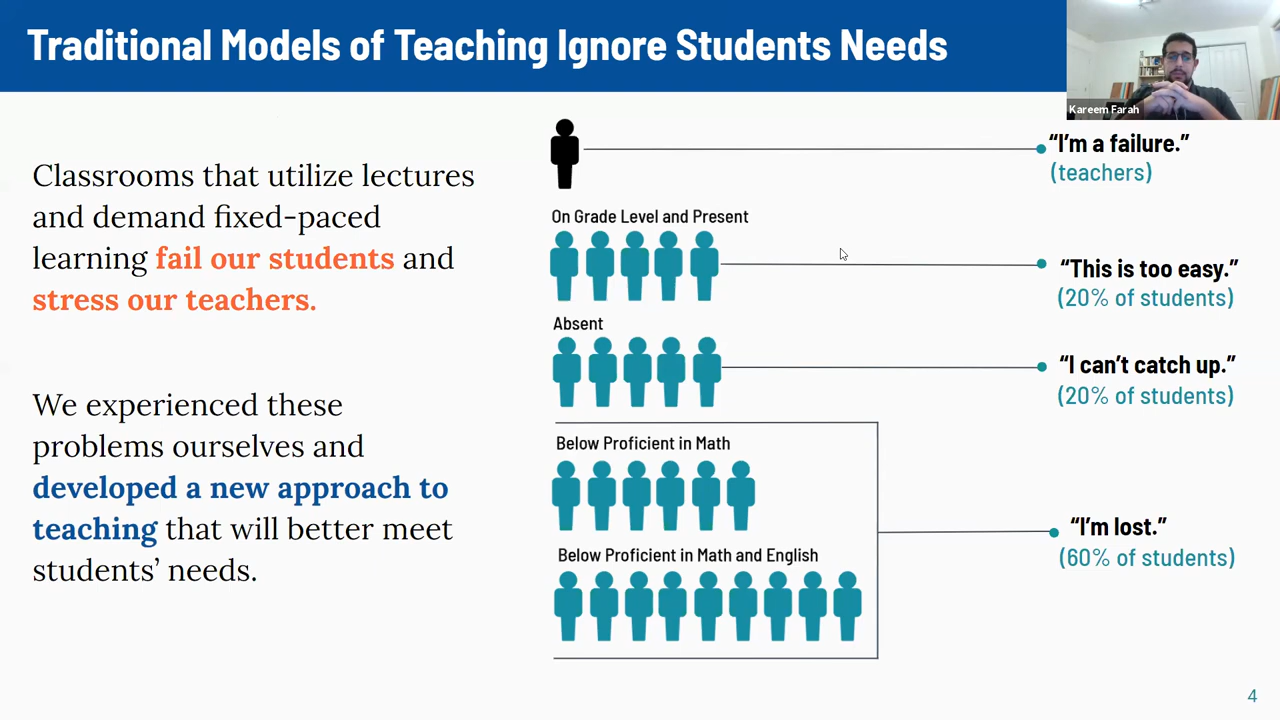 Traditional Models of Teaching Ignore Students Needs
Kareem Farah
Classrooms that utilize lectures
and demand fixed-paced
learning fail our students and
stress our teachers.
We experienced these
problems ourselves and
developed a new approach to
teaching that will better meet
students’ needs.
“I’m a failure.”
(teachers)
On Grade Level and Present
“This is too easy.”
(20% of students)
Absent
“I can’t catch up.”
(20% of students)
Below Proficient in Math
Below Proficient in Math and English
“I’m lost.”
(60% of students)
4